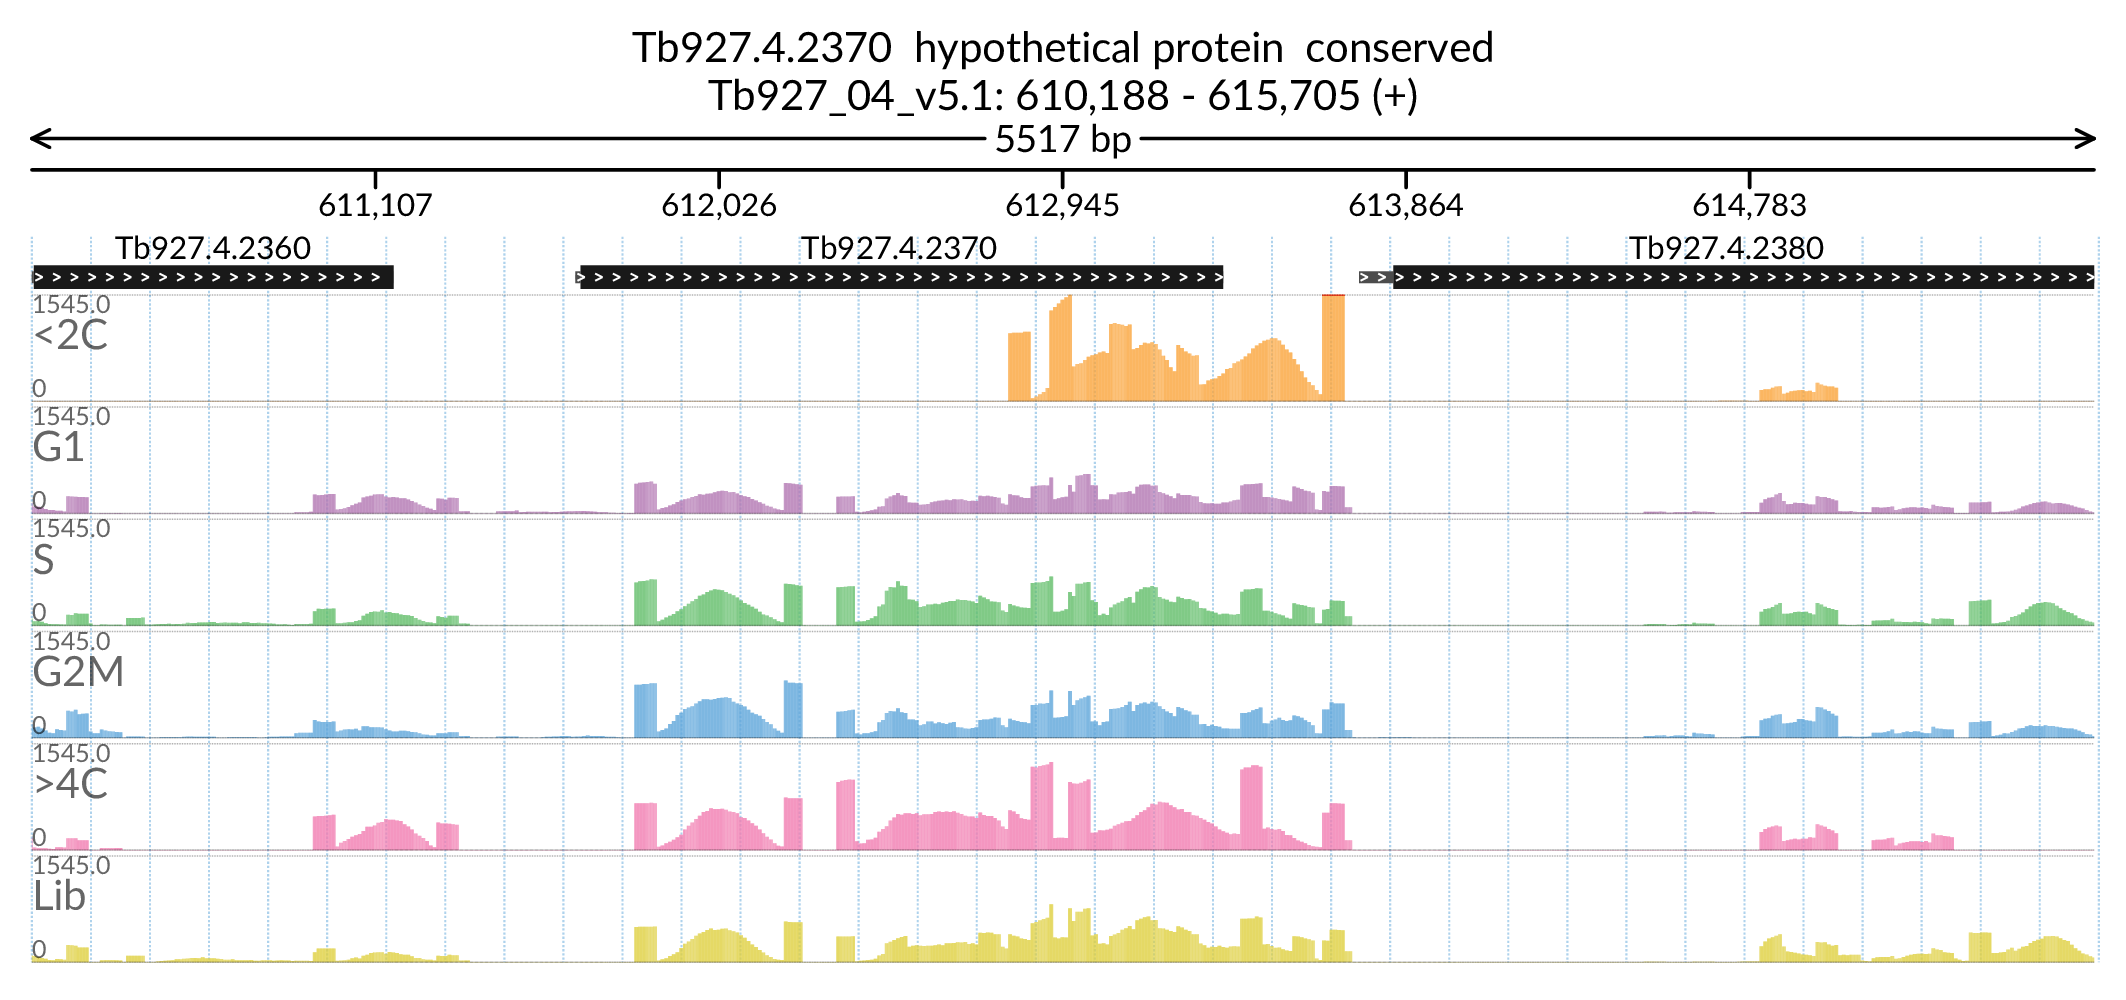 Tb927.4.2370  hypothetical protein  conserved
Tb927_04_v5.1: 610,188 - 615,705 (+)
5517 bp
611,107 612,026 612,945 613,864 614,783
Tb927.4.2360 Tb927.4.2370 Tb927.4.2380
1545.0
<2C
0
1545.0
G1
0
1545.0
S
0
1545.0
G2M
0
1545.0
>4C
0
1545.0
Lib
0